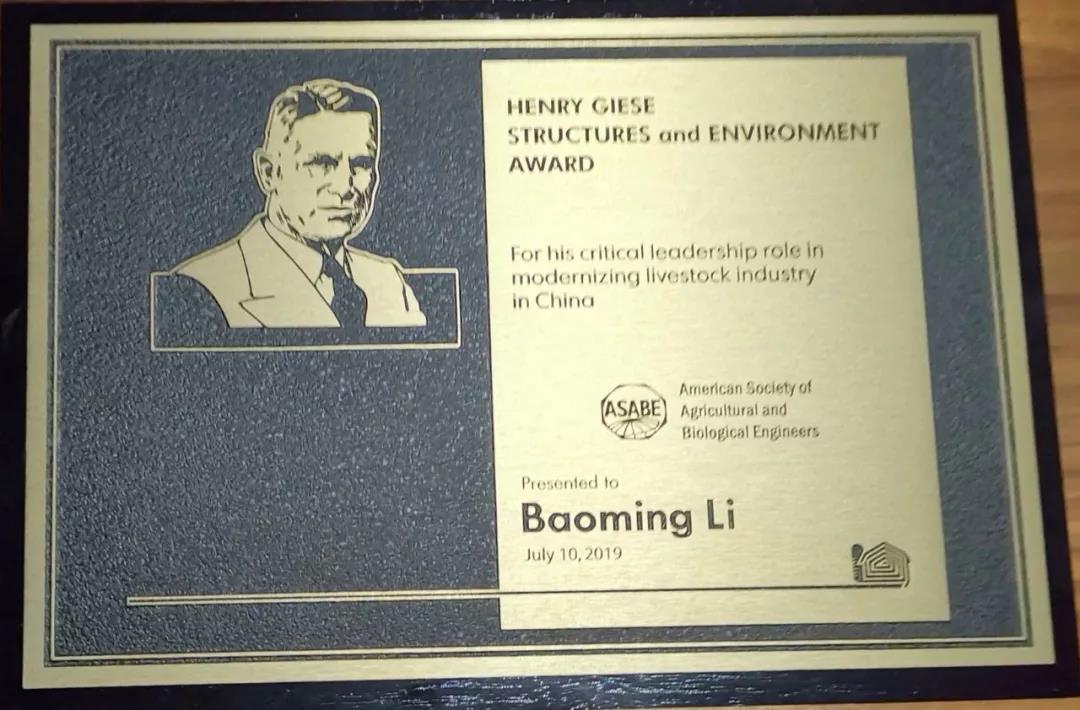 HENRY GIESE
STRUCTURES and ENVIRONMENT
AWARD
For his critical leadership role in
modernizing livestock industry
in China
ASABE
American Society of
Agricultural and
Biological Engineers
Presented to
Baoming Li
July 10, 2019